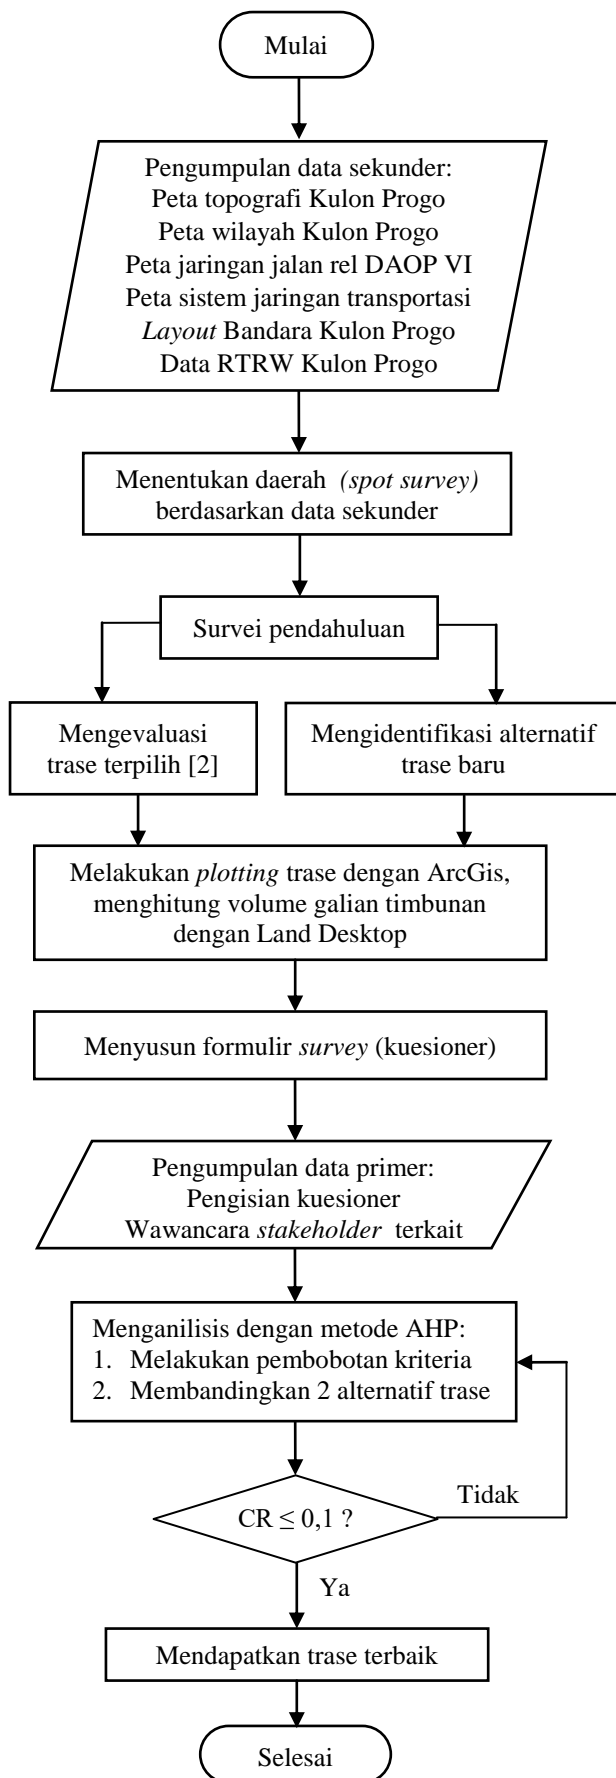 Mulai
Pengumpulan data sekunder:
Peta topografi Kulon Progo
Peta wilayah Kulon Progo
Peta jaringan jalan rel DAOP VI
Peta sistem jaringan transportasi
Layout Bandara Kulon Progo
Data RTRW Kulon Progo
Menentukan daerah (spot survey)
berdasarkan data sekunder
Survei pendahuluan
Mengevaluasi
trase terpilih [2]
Mengidentifikasi alternatif
trase baru
Melakukan plotting trase dengan ArcGis,
menghitung volume galian timbunan
dengan Land Desktop
Menyusun formulir survey (kuesioner)
Pengumpulan data primer:
Pengisian kuesioner
Wawancara stakeholder terkait
Menganilisis dengan metode AHP:
1. Melakukan pembobotan kriteria
2. Membandingkan 2 alternatif trase
CR ≤ 0,1 ?
Tidak
Ya
Mendapatkan trase terbaik
Selesai